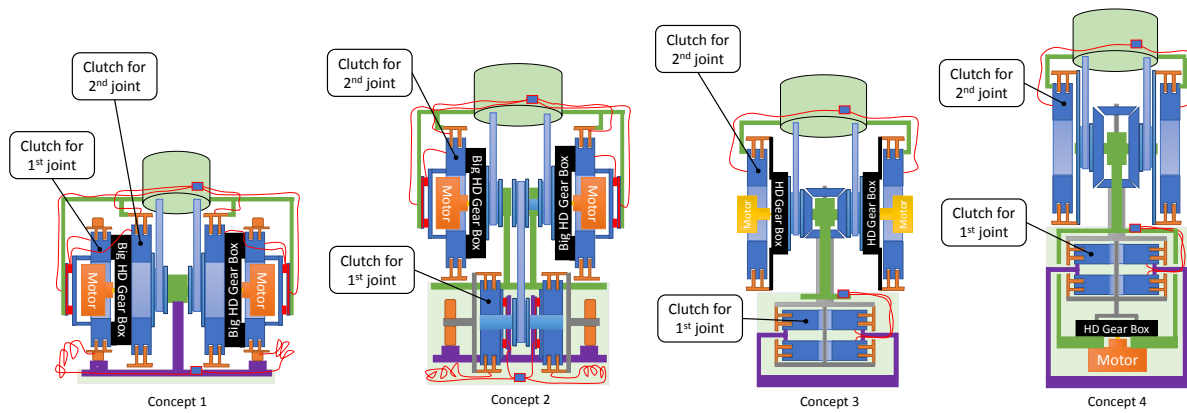 Clutch for
2nd joint
Clutch for
1st joint
Motor
Big HD Gear Box
Big HD Gear Box
Motor
Concept 1
Clutch for
2nd joint
Motor
Big HD Gear Box
Big HD Gear Box
Motor
Clutch for
1st joint
Concept 2
Clutch for
2nd joint
Motor
HD Gear Box
HD Gear Box
Motor
Clutch for
1st joint
Concept 3
Clutch for
2nd joint
Clutch for
1st joint
HD Gear Box
Motor
Concept 4